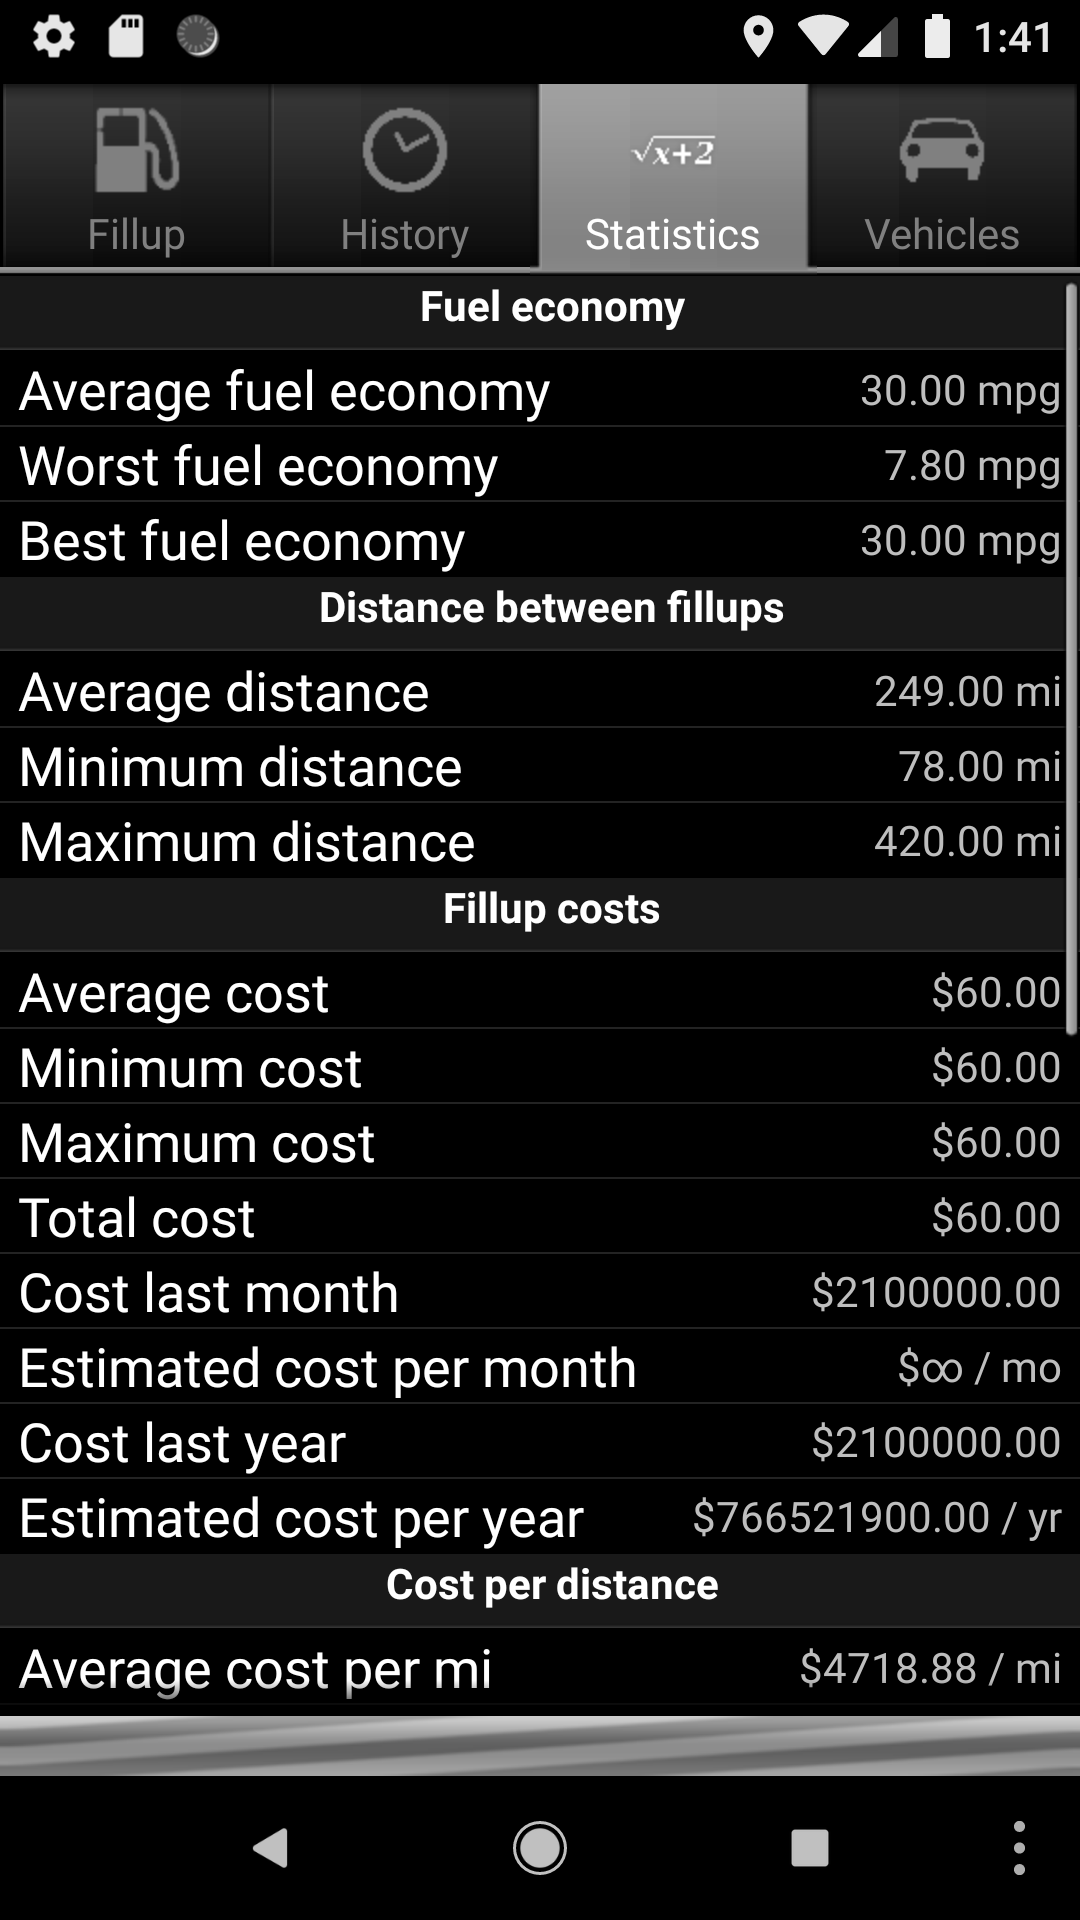 1:41
√x+2
Fillup History Statistics Vehicles
Fuel economy
Average fuel economy 30.00 mpg
Worst fuel economy 7.80 mpg
Best fuel economy 30.00 mpg
Distance between fillups
Average distance 249.00 mi
Minimum distance 78.00 mi
Maximum distance 420.00 mi
Fillup costs
Average cost $60.00
Minimum cost $60.00
Maximum cost $60.00
Total cost $60.00
Cost last month $2100000.00
Estimated cost per month $∞ / mo
Cost last year $2100000.00
Estimated cost per year $766521900.00 / yr
Cost per distance
Average cost per mi $4718.88 / mi